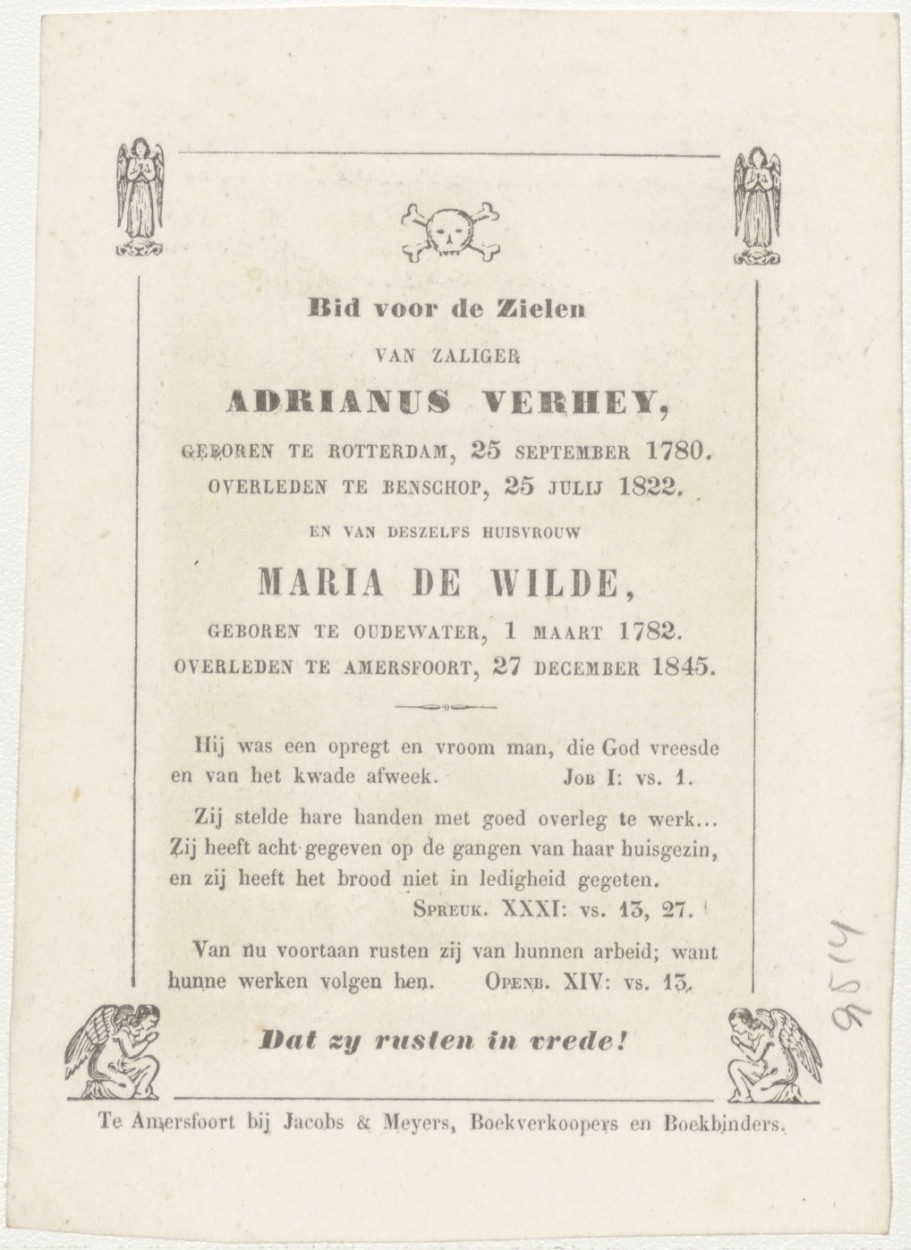 Bid voor de Zielen
VAN ZALIGER
ADRIANUS VERHEY,
GEBOREN TE ROTTERDAM, 25 SEPTEMBER 1780.
OVERLEDEN TE BENSCHOP, 25 JULIJ 1822.
EN VAN DESZELFS HUISVROUW
MARIA DE WILDE,
GEBOREN TE OUDEWATER, 1 MAART 1782.
OVERLEDEN TE AMERSFOORT, 27 DECEMBER 1845.
Hij was een opregt en vroom man, die God vreesde
en van het kwade afweek. JOB I: vs. 1.
Zij stelde hare handen met goed overleg te werk...
Zij heeft acht gegeven op de gangen van haar huisgezin,
en zij heeft het brood niet in ledigheid gegeten.
SPREUK. XXXI: vs. 13, 27.
Van nu voortaan rusten zij van hunnen arbeid; want
hunne werken volgen hen. OPENB. XIV: vs. 13.
Dat zy rusten in vrede!
Te Amersfoort bij Jacobs & Meyers, Boekverkoopers en Boekbinders.